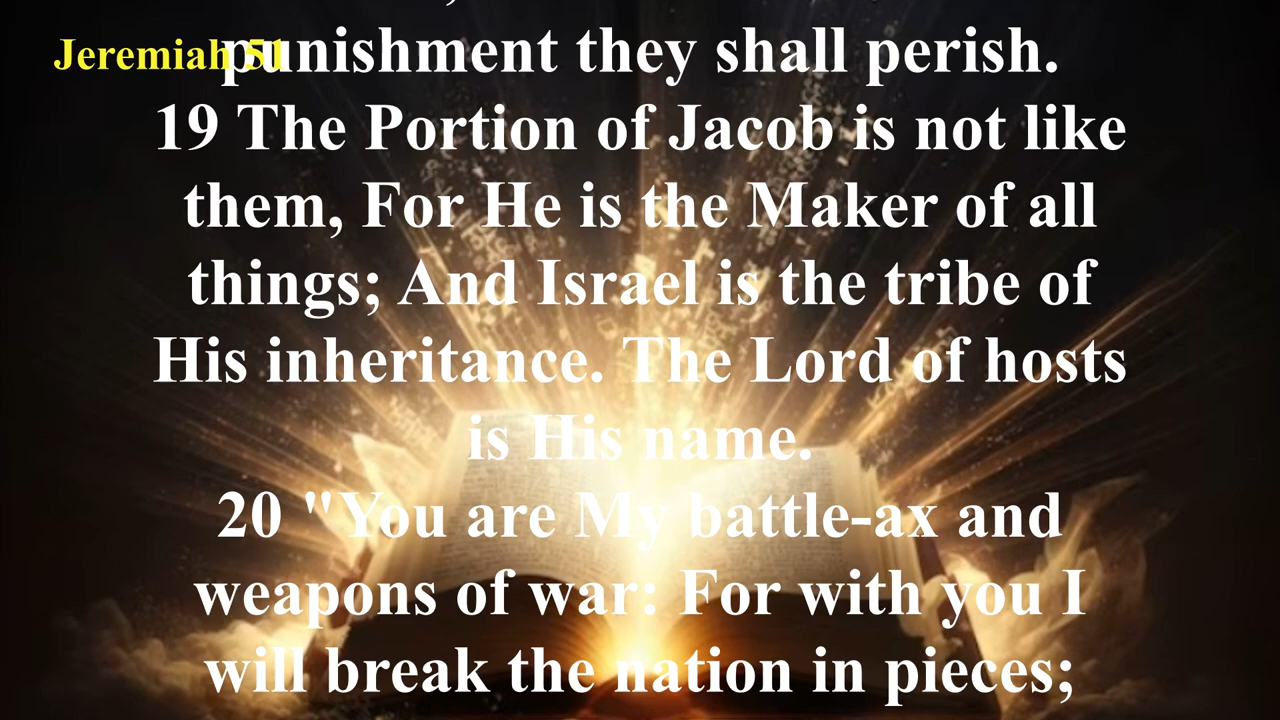 Jeremiah 51
punishment they shall perish.
19 The Portion of Jacob is not like
them, For He is the Maker of all
things; And Israel is the tribe of
His inheritance. The Lord of hosts
is His name.
20 "You are My battle-ax and
weapons of war: For with you I
will break the nation in pieces;